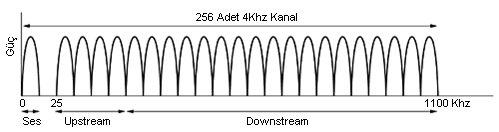 256 Adet 4Khz Kanal
Güç
0 25 1100 Khz
Ses Upstream Downstream